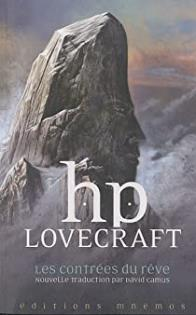 hp
LOVECRAFT
LES CONTRÉES DU RÊVE
NOUVELLE TRADUCTION PAR DAVID CAMUS
éditions mnémos